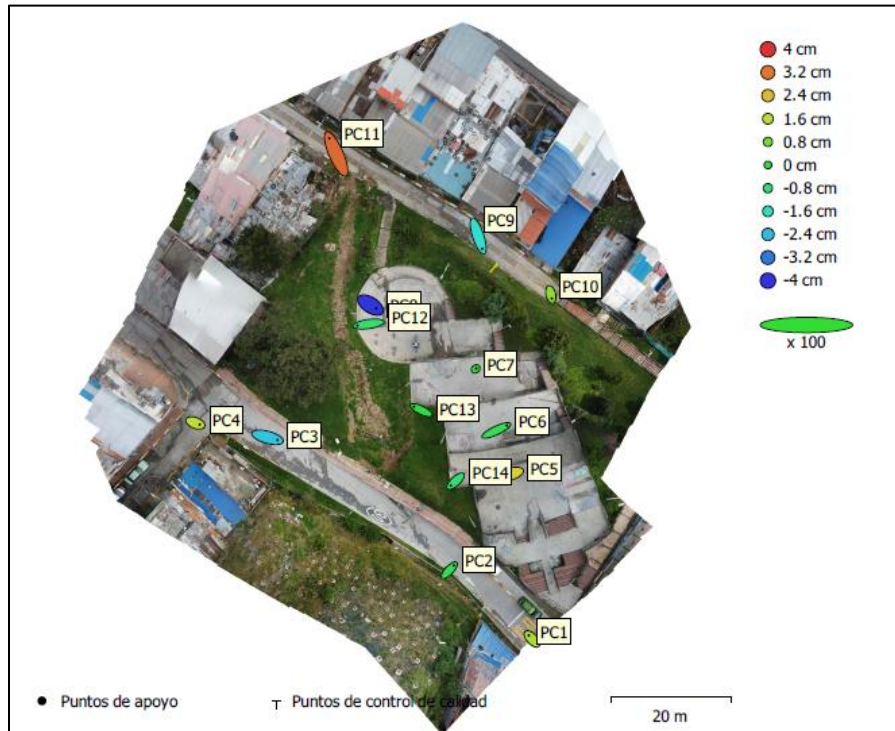 4 cm
3.2 cm
2.4 cm
1.6 cm
0.8 cm
0 cm
-0.8 cm
-1.6 cm
-2.4 cm
-3.2 cm
-4 cm
x 100
PC11
PC9
PC10
PC12
PC7
PC13
PC4
PC3
PC6
PC14
PC5
PC2
PC1
Puntos de apoyo
Puntos de control de calidad
20 m